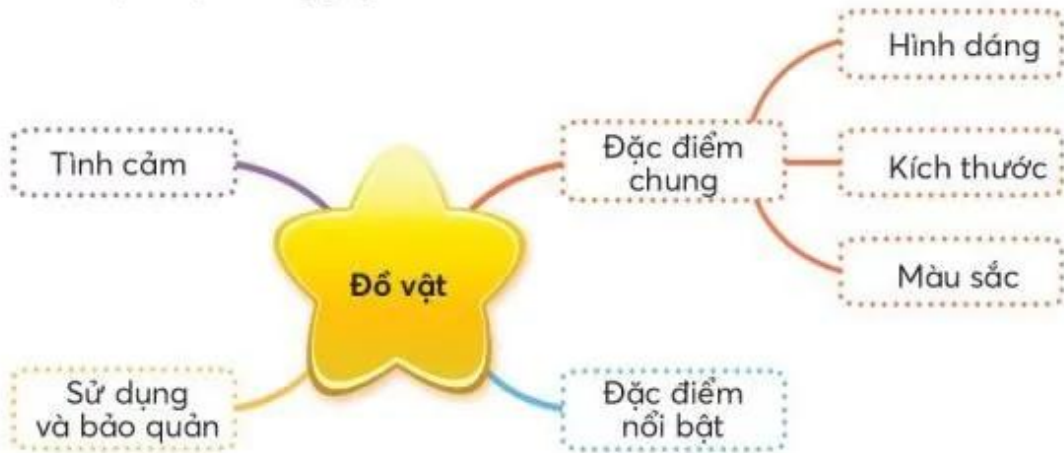 Hình dáng
Đặc điểm
chung
Kích thước
Màu sắc
Tình cảm
Đồ vật
Sử dụng
và bảo quản
Đặc điểm
nổi bật